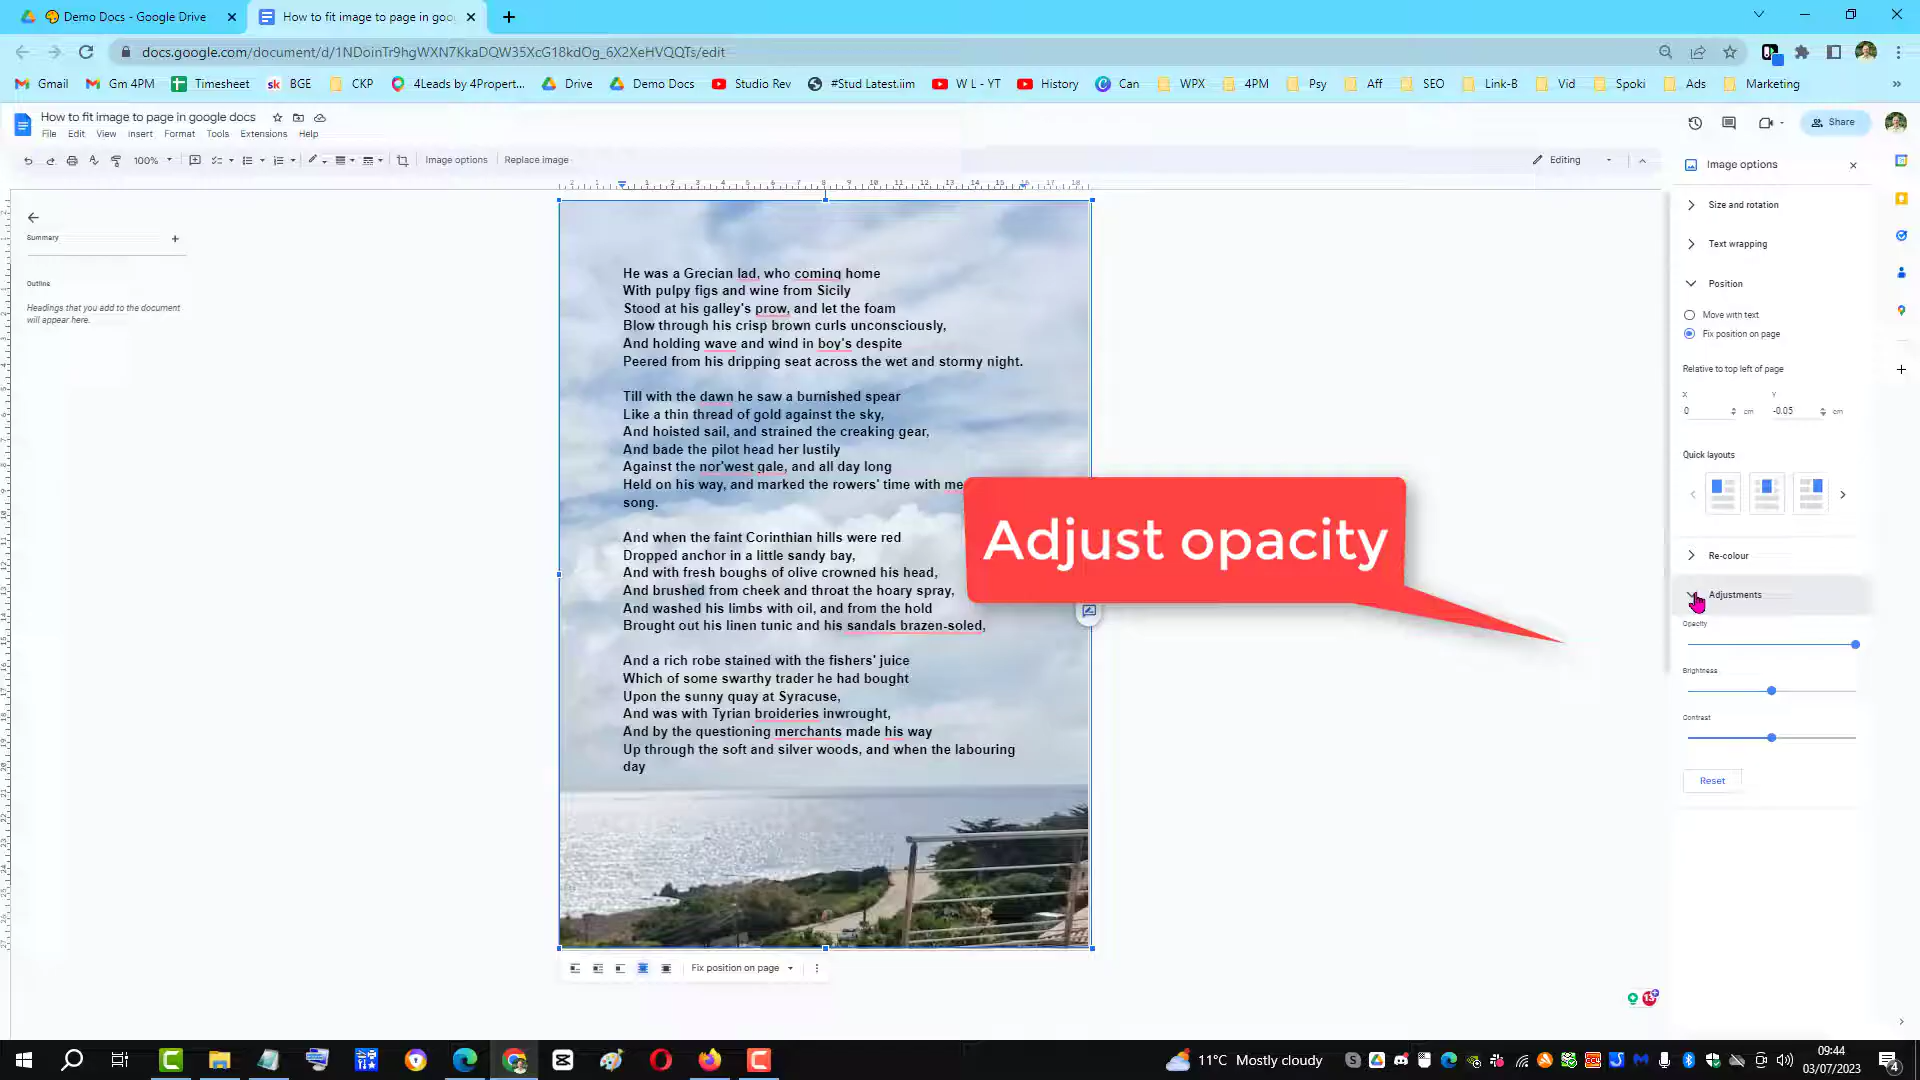 Demo Docs - Google Drive
How to fit image to page in goo
docs.google.com/document/d/1NDoinTr9hgWXN7KkaDQW35XcG18kdOg_6X2XeHVQQTs/edit
Gmail
Gm 4PM
Timesheet
sk BGE
CKP
4Leads by 4Propert...
Drive
Demo Docs
Studio Rev
#Stud Latest.iim
W L - YT
History
Can
WPX
4PM
Psy
Aff
SEO
Link-B
Vid
Spoki
Ads
Marketing
How to fit image to page in google docs
File Edit View Insert Format Tools Extensions Help
Share
100%
Image options
Replace image
Editing
Image options
Size and rotation
Text wrapping
Position
Move with text
Fix position on page
Relative to top left of page
X Y
0 cm -0.05 cm
Quick layouts
Re-colour
Adjustments
Opacity
Brightness
Contrast
Reset
Summary
Outline
Headings that you add to the document
will appear here.
He was a Grecian lad, who coming home
With pulpy figs and wine from Sicily
Stood at his galley's prow, and let the foam
Blow through his crisp brown curls unconsciously,
And holding wave and wind in boy's despite
Peered from his dripping seat across the wet and stormy night.
Till with the dawn he saw a burnished spear
Like a thin thread of gold against the sky,
And hoisted sail, and strained the creaking gear,
And bade the pilot head her lustily
Against the nor'west gale, and all day long
Held on his way, and marked the rowers' time with me
song.
And when the faint Corinthian hills were red
Dropped anchor in a little sandy bay,
And with fresh boughs of olive crowned his head,
And brushed from cheek and throat the hoary spray,
And washed his limbs with oil, and from the hold
Brought out his linen tunic and his sandals brazen-soled,
And a rich robe stained with the fishers' juice
Which of some swarthy trader he had bought
Upon the sunny quay at Syracuse,
And was with Tyrian broideries inwrought,
And by the questioning merchants made his way
Up through the soft and silver woods, and when the labouring
day
Adjust opacity
Fix position on page
11°C Mostly cloudy
09:44
03/07/2023
4